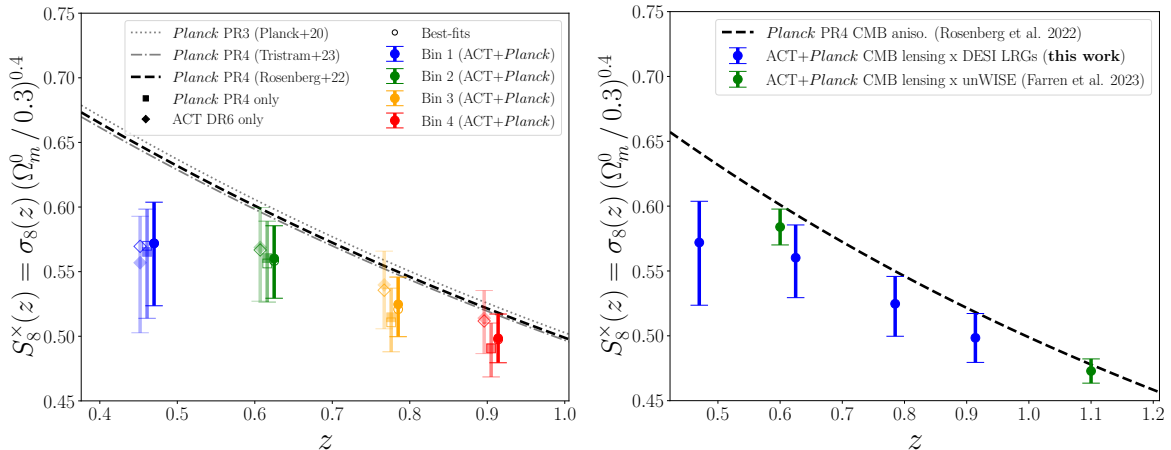 Planck PR3 (Planck+20)
Planck PR4 (Tristram+23)
Planck PR4 (Rosenberg+22)
Planck PR4 only
ACT DR6 only
Best-fits
Bin 1 (ACT+Planck)
Bin 2 (ACT+Planck)
Bin 3 (ACT+Planck)
Bin 4 (ACT+Planck)
S₈^×(z) = σ₈(z) (Ω_m^0 / 0.3)^0.4
0.75
0.70
0.65
0.60
0.55
0.50
0.45
0.4 0.5 0.6 0.7 0.8 0.9 1.0
z
Planck PR4 CMB aniso. (Rosenberg et al. 2022)
ACT+Planck CMB lensing x DESI LRGs (this work)
ACT+Planck CMB lensing x unWISE (Farren et al. 2023)
S₈^×(z) = σ₈(z) (Ω_m^0 / 0.3)^0.4
0.75
0.70
0.65
0.60
0.55
0.50
0.45
0.5 0.6 0.7 0.8 0.9 1.0 1.1 1.2
z